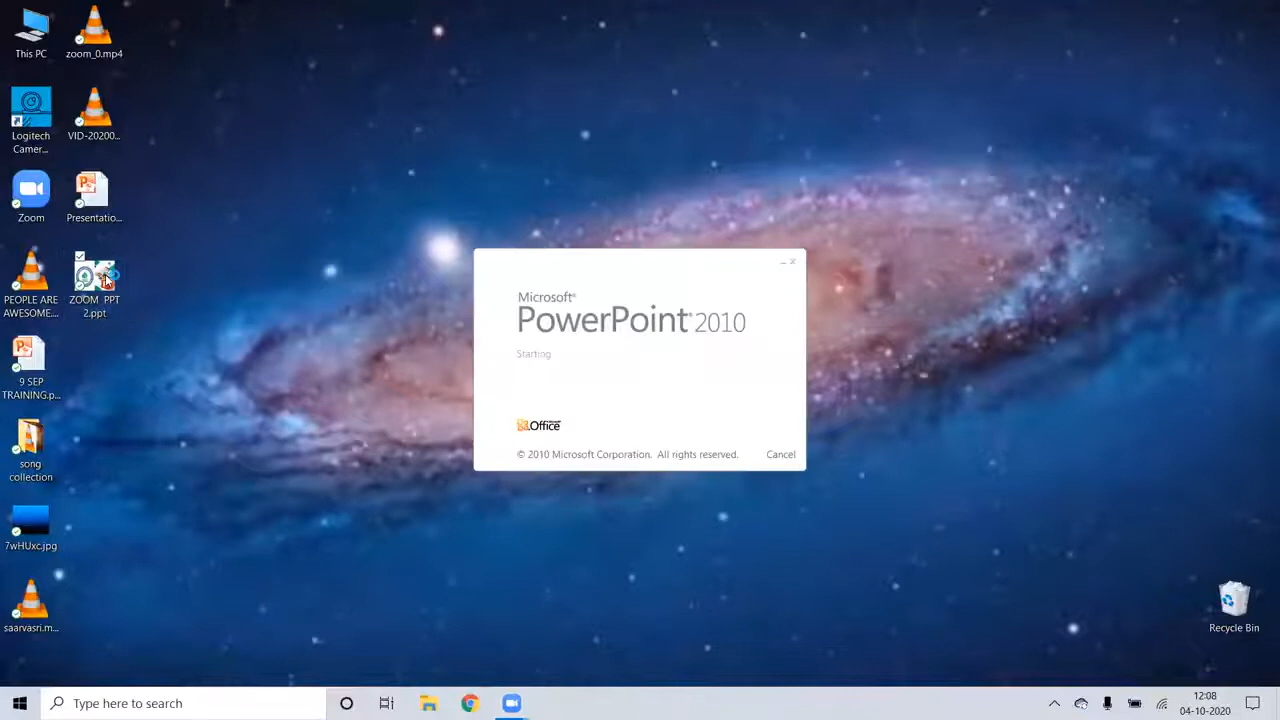 This PC
zoom_0.mp4
Logitech
Camer...
VID-20200...
Zoom
Presentatio...
PEOPLE ARE
AWESOME...
ZOOM PPT
2.ppt
9 SEP
TRAINING.p...
song
collection
7wHUxc.jpg
saarvasri.m...
Microsoft®
PowerPoint® 2010
Starting
Office
© 2010 Microsoft Corporation. All rights reserved.
Cancel
Recycle Bin
Type here to search
12:08
04-10-2020